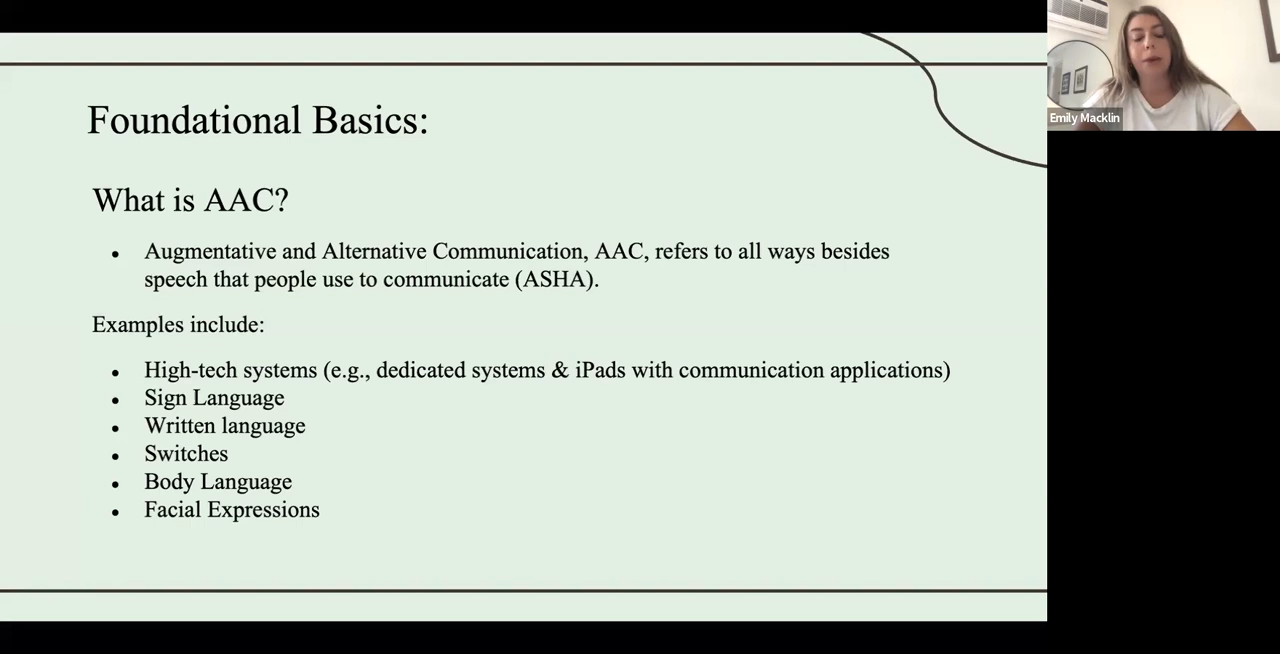 Foundational Basics:
What is AAC?
• Augmentative and Alternative Communication, AAC, refers to all ways besides
speech that people use to communicate (ASHA).
Examples include:
• High-tech systems (e.g., dedicated systems & iPads with communication applications)
• Sign Language
• Written language
• Switches
• Body Language
• Facial Expressions
Emily Macklin